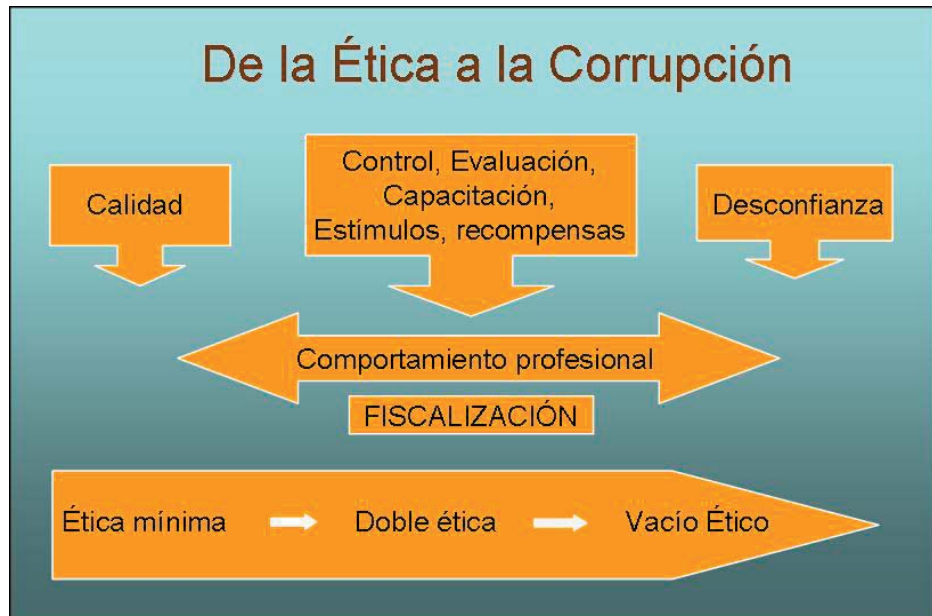 De la Ética a la Corrupción
Calidad
Control, Evaluación,
Capacitación,
Estímulos, recompensas
Desconfianza
Comportamiento profesional
FISCALIZACIÓN
Ética mínima
Doble ética
Vacío Ético